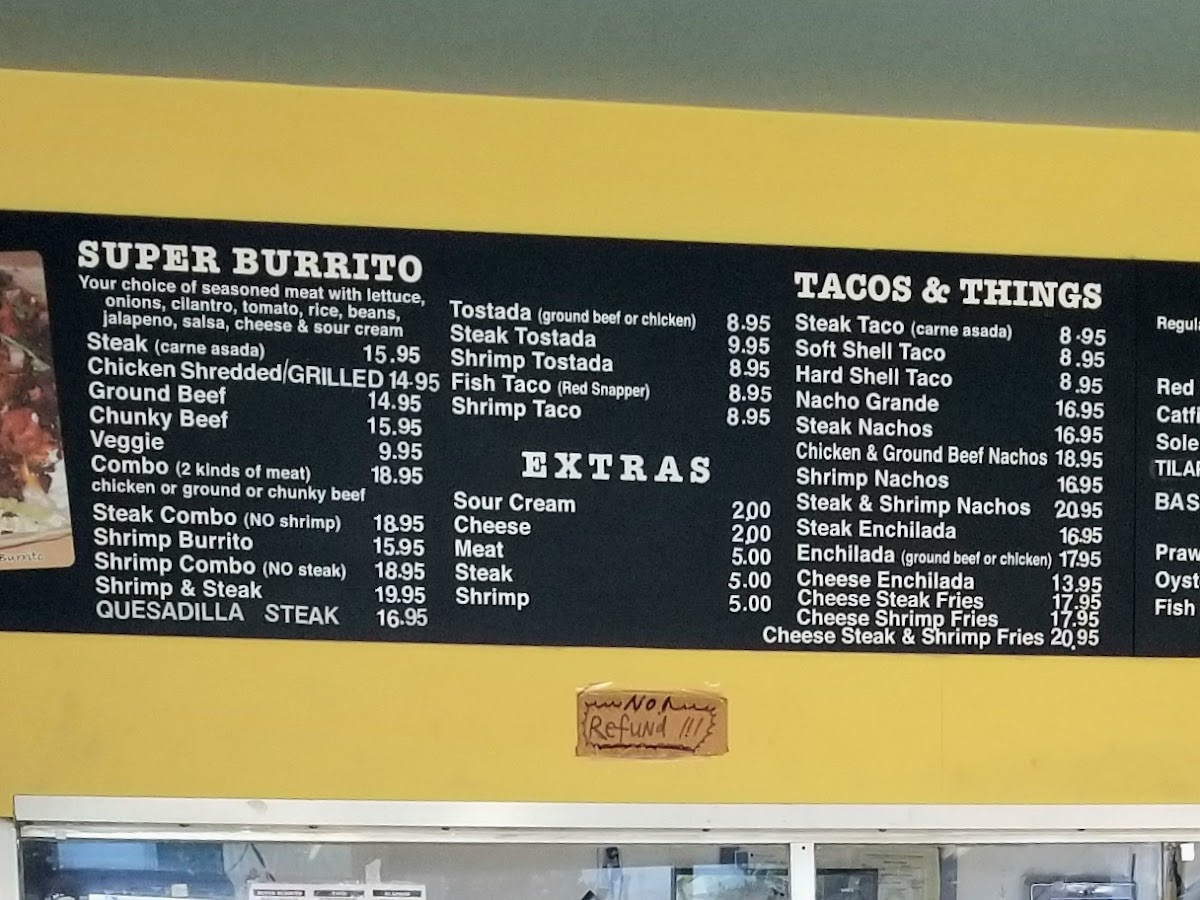 SUPER BURRITO
Your choice of seasoned meat with lettuce,
onions, cilantro, tomato, rice, beans,
jalapeno, salsa, cheese & sour cream
Steak (carne asada) 15.95
Chicken Shredded/GRILLED 14-95
Ground Beef 14.95
Chunky Beef 15.95
Veggie 9.95
Combo (2 kinds of meat) 18.95
chicken or ground or chunky beef
Steak Combo (NO shrimp) 18.95
Shrimp Burrito 15.95
Shrimp Combo (NO steak) 18.95
Shrimp & Steak 19.95
QUESADILLA STEAK 16.95
Burrito
Tostada (ground beef or chicken) 8.95
Steak Tostada 9.95
Shrimp Tostada 8.95
Fish Taco (Red Snapper) 8.95
Shrimp Taco 8.95
EXTRAS
Sour Cream 2,00
Cheese 2,00
Meat 5.00
Steak 5.00
Shrimp 5.00
TACOS & THINGS
Steak Taco (carne asada) 8.95
Soft Shell Taco 8.95
Hard Shell Taco 8.95
Nacho Grande 16.95
Steak Nachos 16.95
Chicken & Ground Beef Nachos 18.95
Shrimp Nachos 16.95
Steak & Shrimp Nachos 20.95
Steak Enchilada 16.95
Enchilada (ground beef or chicken) 17.95
Cheese Enchilada 13.95
Cheese Steak Fries 17.95
Cheese Shrimp Fries 17.95
Cheese Steak & Shrimp Fries 20.95
Regula
Red
Catfi
Sole
TILAP
BAS
Praw
Oyst
Fish
NO
Refund !!!